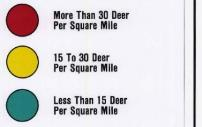 More Than 30 Deer
Per Square Mile
15 To 30 Deer
Per Square Mile
Less Than 15 Deer
Per Square Mile